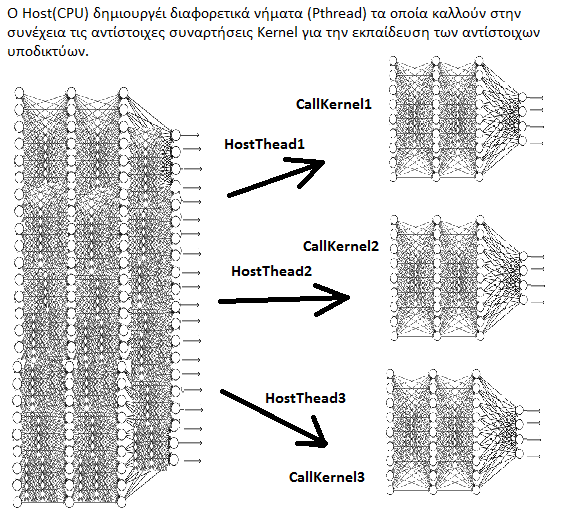 Ο Host(CPU) δημιουργέι διαφορετικά νήματα (Pthread) τα οποία καλλούν στην
συνέχεια τις αντίστοιχες συναρτήσεις Kernel για την εκπαίδευση των αντίστοιχων
υποδικτύων.
CallKernel1
HostThead1
CallKernel2
HostThead2
HostThead3
CallKernel3